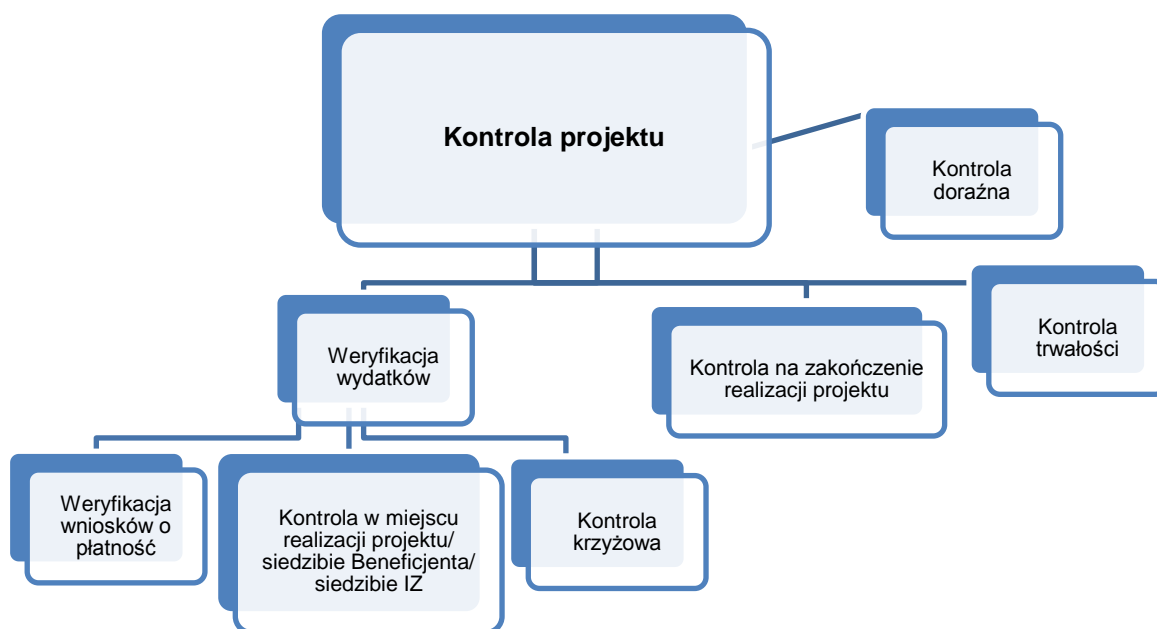 Kontrola projektu
Kontrola
doraźna
Weryfikacja
wydatków
Kontrola na zakończenie
realizacji projektu
Kontrola
trwałości
Weryfikacja
wniosków o
płatność
Kontrola w miejscu
realizacji projektu/
siedzibie Beneficjenta/
siedzibie IZ
Kontrola
krzyżowa